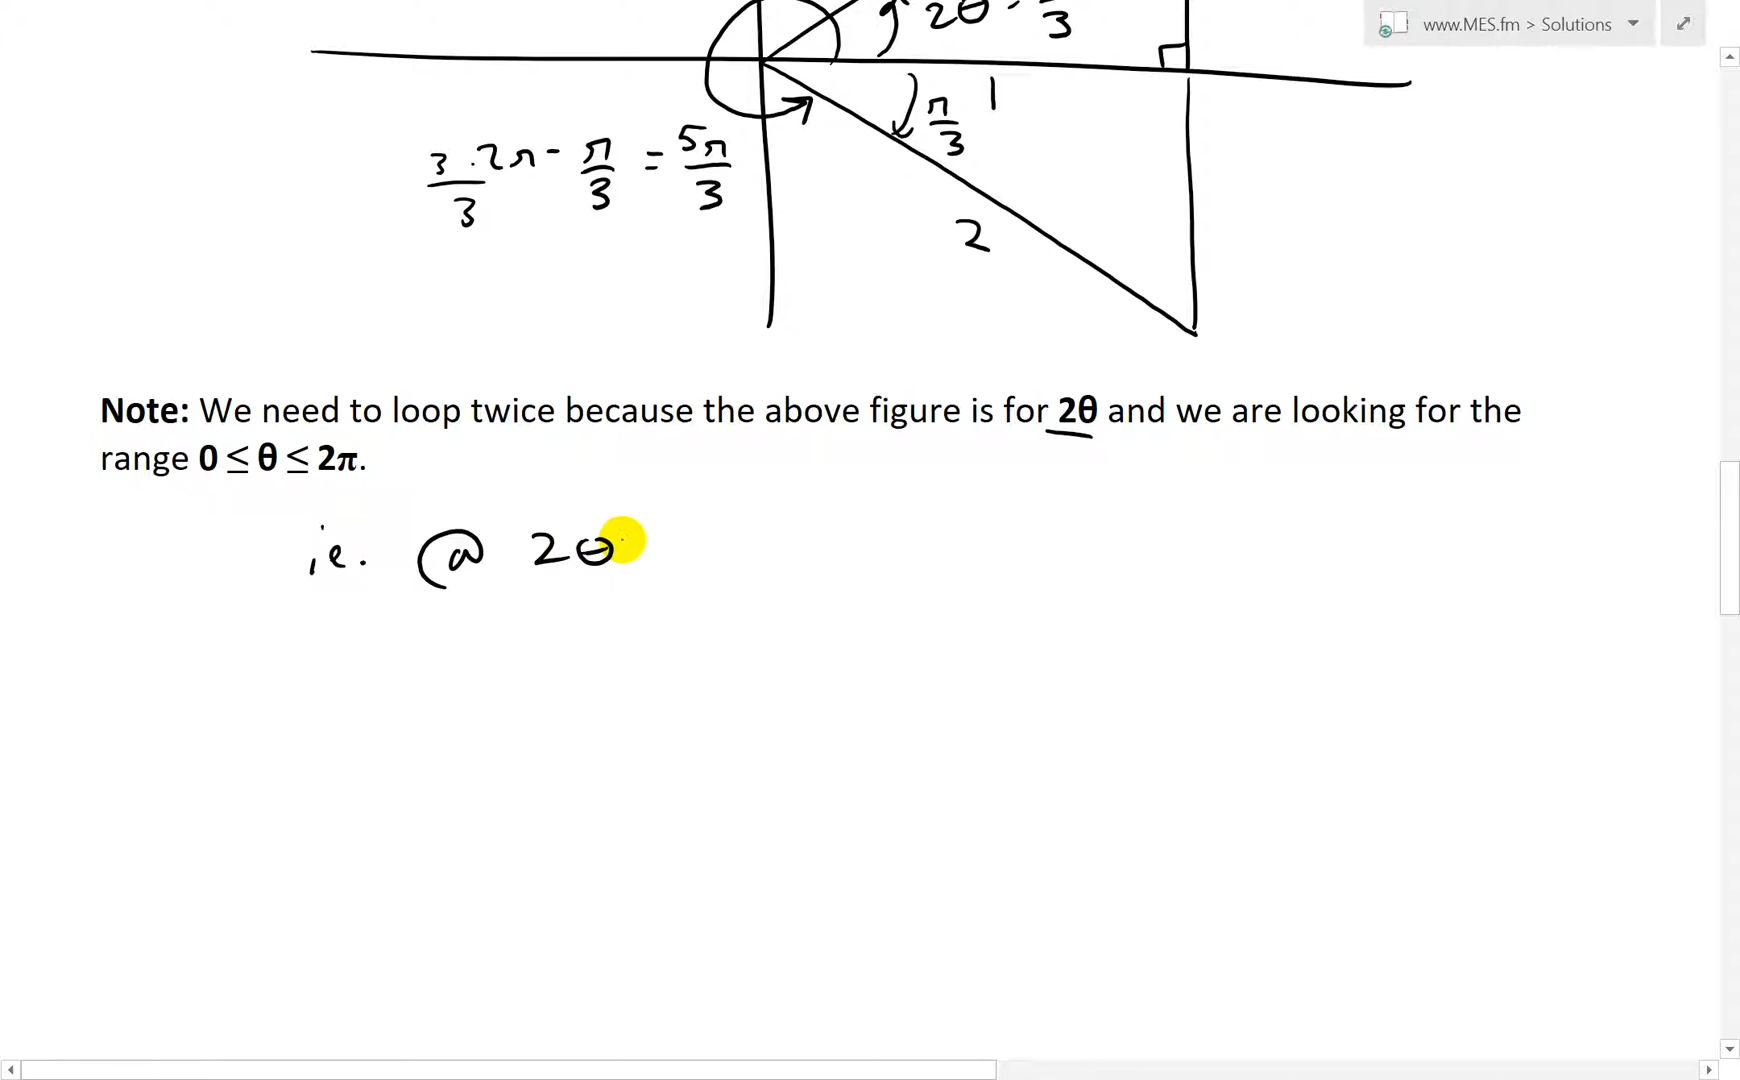 www.MES.fm > Solutions
2θ =
3
1
π
3
3 · 2π - π = 5π
3 3 3
2
Note: We need to loop twice because the above figure is for 2θ and we are looking for the
range 0 ≤ θ ≤ 2π.
ie. @ 2θ